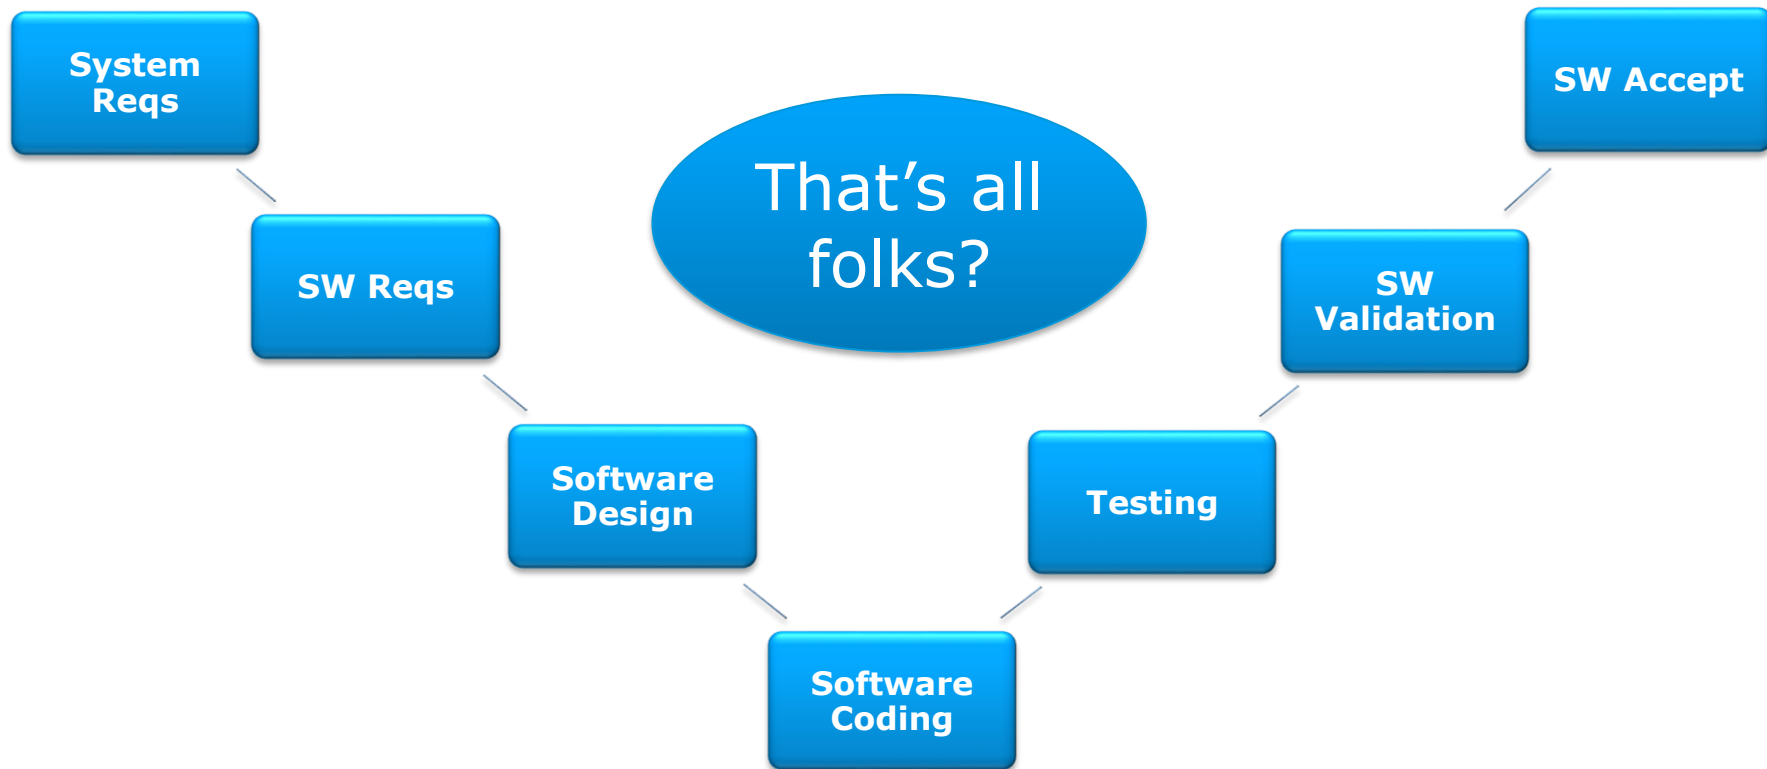 System
Reqs
SW Reqs
Software
Design
Software
Coding
Testing
SW
Validation
SW Accept
That’s all
folks?